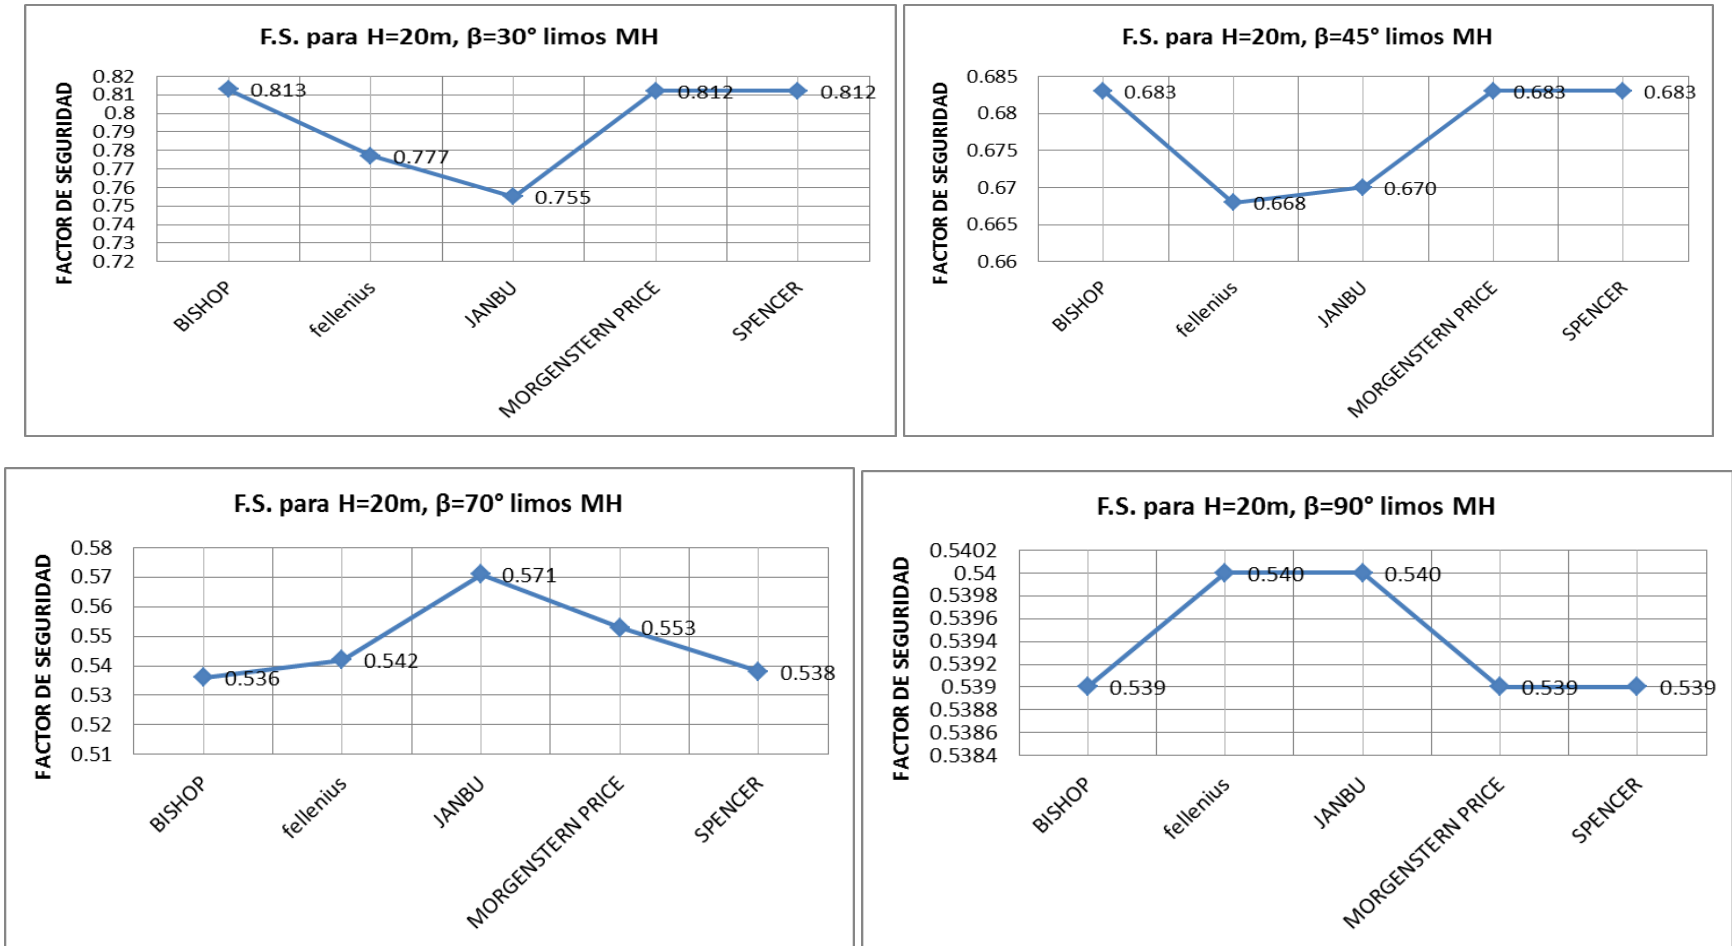 F.S. para H=20m, β=30° limos MH
FACTOR DE SEGURIDAD
0.82
0.81
0.8
0.79
0.78
0.77
0.76
0.75
0.74
0.73
0.72
0.813
0.777
0.755
0.812
0.812
BISHOP
fellenius
JANBU
MORGENSTERN PRICE
SPENCER
F.S. para H=20m, β=45° limos MH
FACTOR DE SEGURIDAD
0.685
0.68
0.675
0.67
0.665
0.66
0.683
0.668
0.670
0.683
0.683
BISHOP
fellenius
JANBU
MORGENSTERN PRICE
SPENCER
F.S. para H=20m, β=70° limos MH
FACTOR DE SEGURIDAD
0.58
0.57
0.56
0.55
0.54
0.53
0.52
0.51
0.536
0.542
0.571
0.553
0.538
BISHOP
fellenius
JANBU
MORGENSTERN PRICE
SPENCER
F.S. para H=20m, β=90° limos MH
FACTOR DE SEGURIDAD
0.5402
0.54
0.5398
0.5396
0.5394
0.5392
0.539
0.5388
0.5386
0.5384
0.539
0.540
0.540
0.539
0.539
BISHOP
fellenius
JANBU
MORGENSTERN PRICE
SPENCER